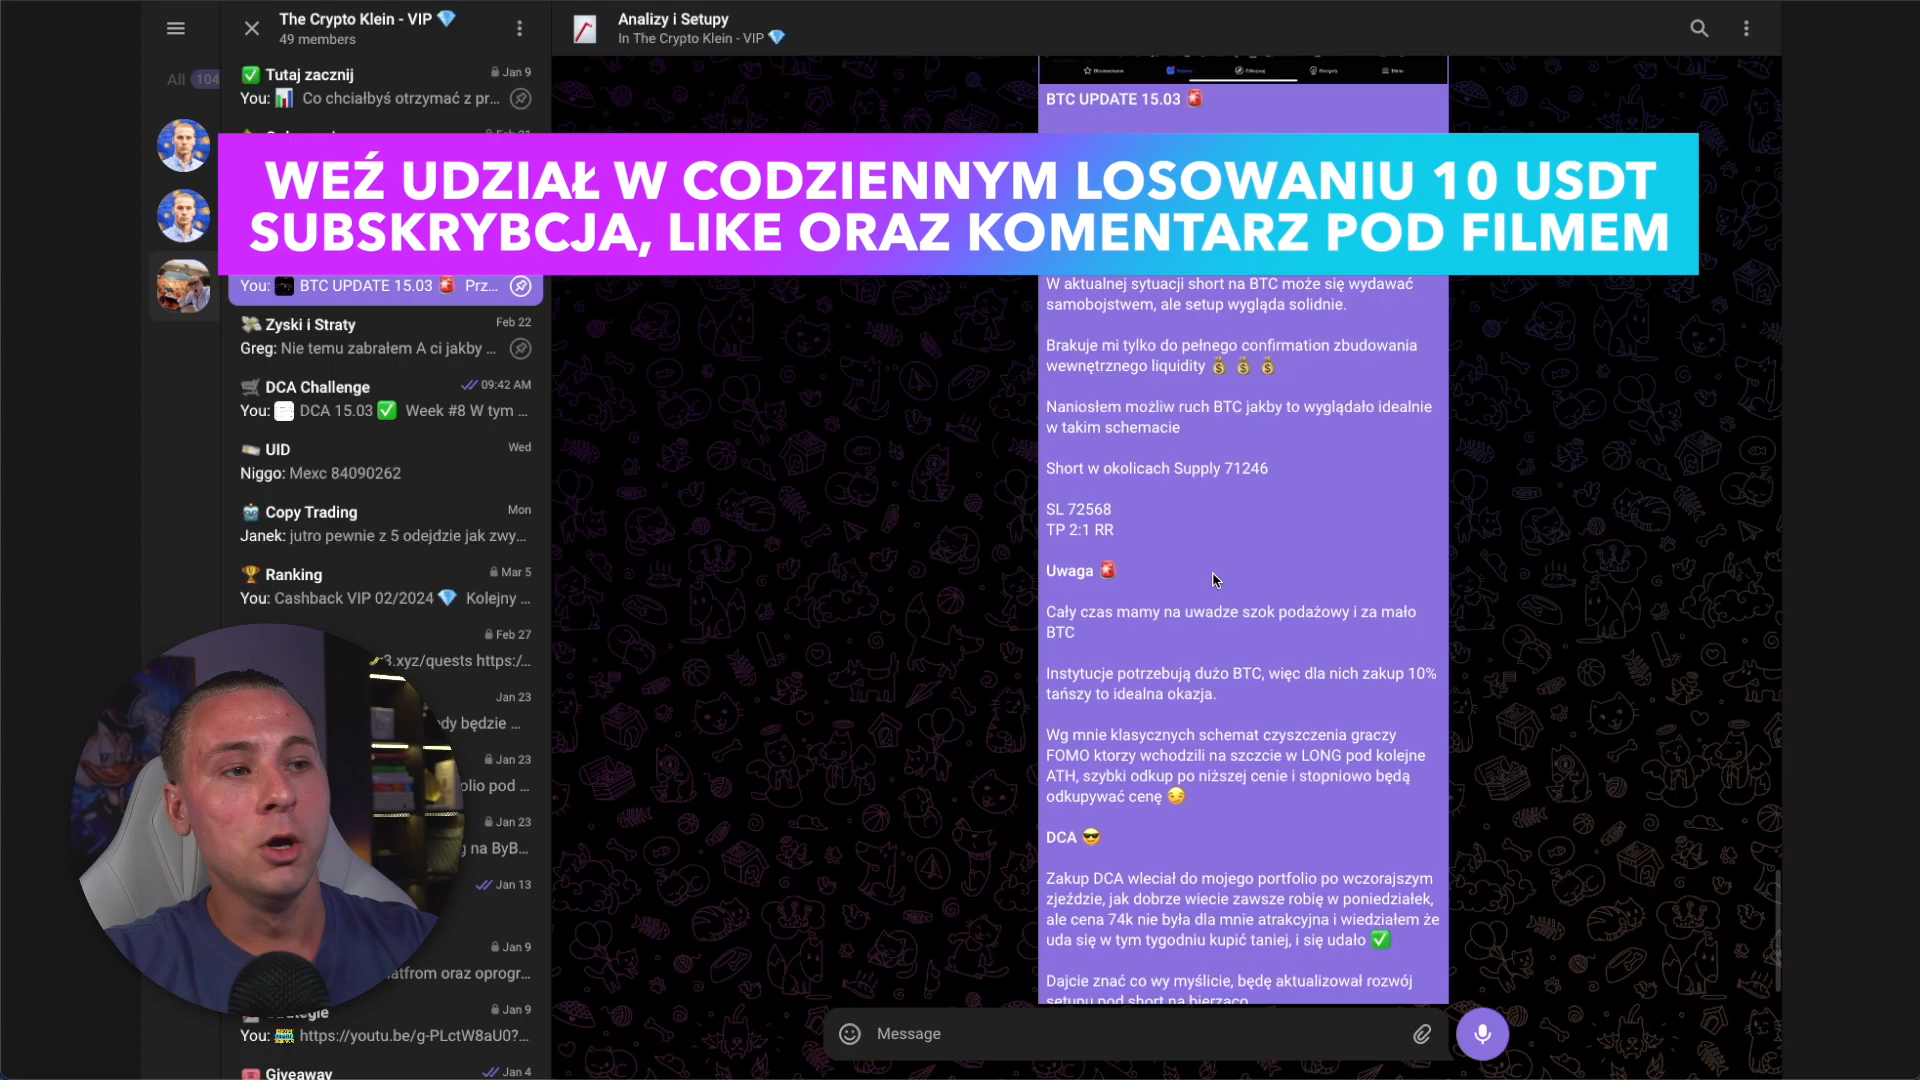 The Crypto Klein - VIP 💎
49 members
Analizy i Setupy
In The Crypto Klein - VIP 💎
All 104
✅ Tutaj zacznij
Jan 9
You: 📊 Co chciałbyś otrzymać z pr...
Menu
BTC UPDATE 15.03 🚨
WEŹ UDZIAŁ W CODZIENNYM LOSOWANIU 10 USDT
SUBSKRYBCJA, LIKE ORAZ KOMENTARZ POD FILMEM
You: BTC UPDATE 15.03 🚨 Prz...
💸 Zyski i Straty
Feb 22
Greg: Nie temu zabrałem A ci jakby ...
🛒 DCA Challenge
09:42 AM
You: DCA 15.03 ✅ Week #8 W tym ...
UID
Wed
Niggo: Mexc 84090262
🤖 Copy Trading
Mon
Janek: jutro pewnie z 5 odejdzie jak zwy...
🏆 Ranking
Mar 5
You: Cashback VIP 02/2024 💎 Kolejny ...
Feb 27
3.xyz/quests https:/...
Jan 23
dy będzie ...
Jan 23
olio pod ...
Jan 23
g na ByB...
Jan 13
Jan 9
atfrom oraz oprogr...
Jan 9
You: https://youtu.be/g-PLctW8aU0?...
Giveaway
Jan 4
W aktualnej sytuacji short na BTC może się wydawać
samobojstwem, ale setup wygląda solidnie.
Brakuje mi tylko do pełnego confirmation zbudowania
wewnętrznego liquidity 💰 💰 💰
Naniosłem możliw ruch BTC jakby to wyglądało idealnie
w takim schemacie
Short w okolicach Supply 71246
SL 72568
TP 2:1 RR
Uwaga 🚨
Cały czas mamy na uwadze szok podażowy i za mało
BTC
Instytucje potrzebują dużo BTC, więc dla nich zakup 10%
tańszy to idealna okazja.
Wg mnie klasycznych schemat czyszczenia graczy
FOMO ktorzy wchodzili na szczcie w LONG pod kolejne
ATH, szybki odkup po niższej cenie i stopniowo będą
odkupywać cenę 😏
DCA 😎
Zakup DCA wleciał do mojego portfolio po wczorajszym
zjeździe, jak dobrze wiecie zawsze robię w poniedziałek,
ale cena 74k nie była dla mnie atrakcyjna i wiedziałem że
uda się w tym tygodniu kupić taniej, i się udało ✅
Dajcie znać co wy myślicie, będę aktualizował rozwój
setupu pod short na bierząco
Message